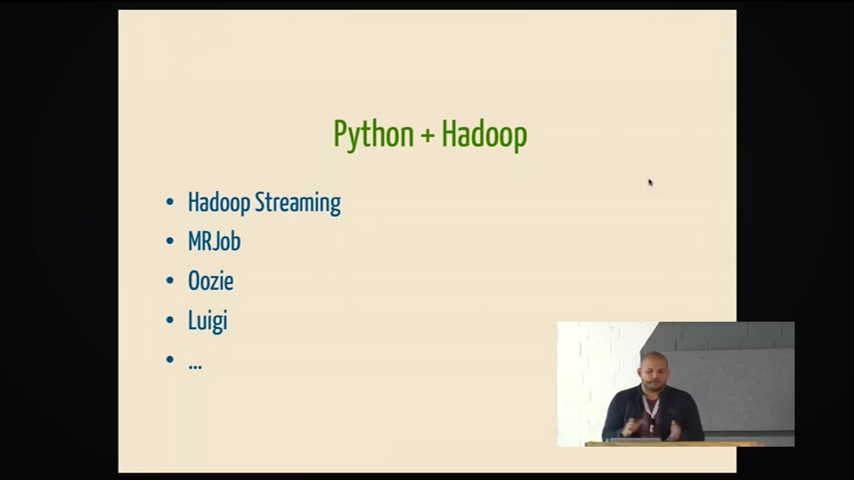 Python + Hadoop
• Hadoop Streaming
• MRJob
• Oozie
• Luigi
• ...